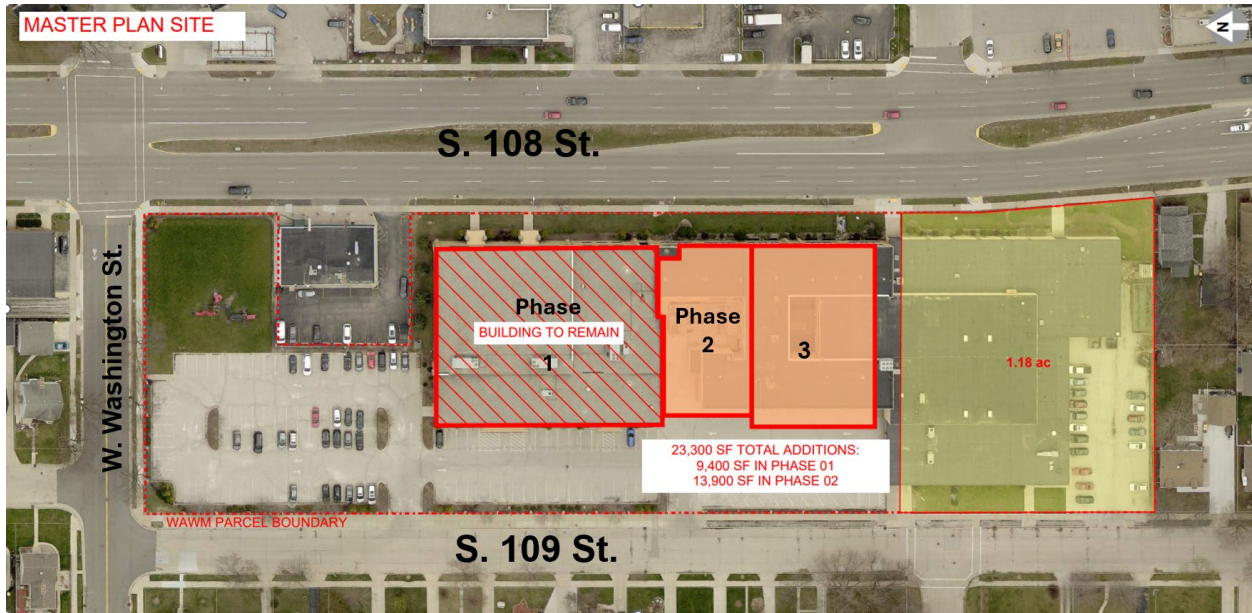 MASTER PLAN SITE
N
S. 108 St.
W. Washington St.
Phase
BUILDING TO REMAIN
1
Phase
2
3
1.18 ac
23,300 SF TOTAL ADDITIONS:
9,400 SF IN PHASE 01
13,900 SF IN PHASE 02
WAWM PARCEL BOUNDARY
S. 109 St.